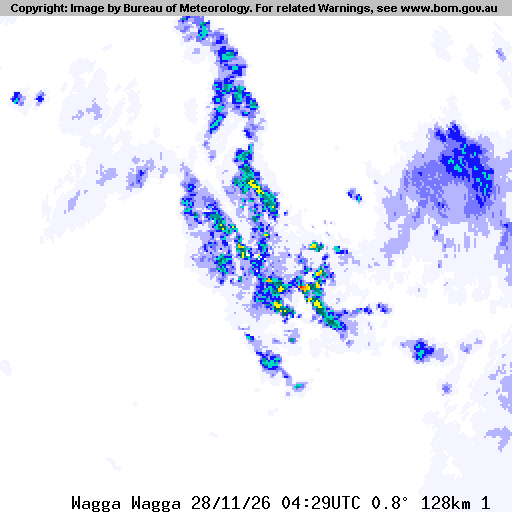 Copyright: Image by Bureau of Meteorology. For related Warnings, see www.bom.gov.au
Wagga Wagga 28/11/26 04:29UTC 0.8° 128km 1